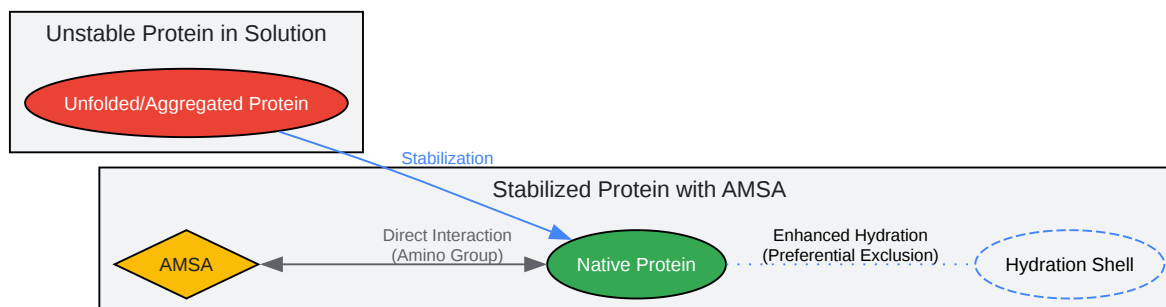 Unstable Protein in Solution
Unfolded/Aggregated Protein
Stabilization
Stabilized Protein with AMSA
AMSA
Direct Interaction
(Amino Group)
Native Protein
Enhanced Hydration
(Preferential Exclusion)
Hydration Shell